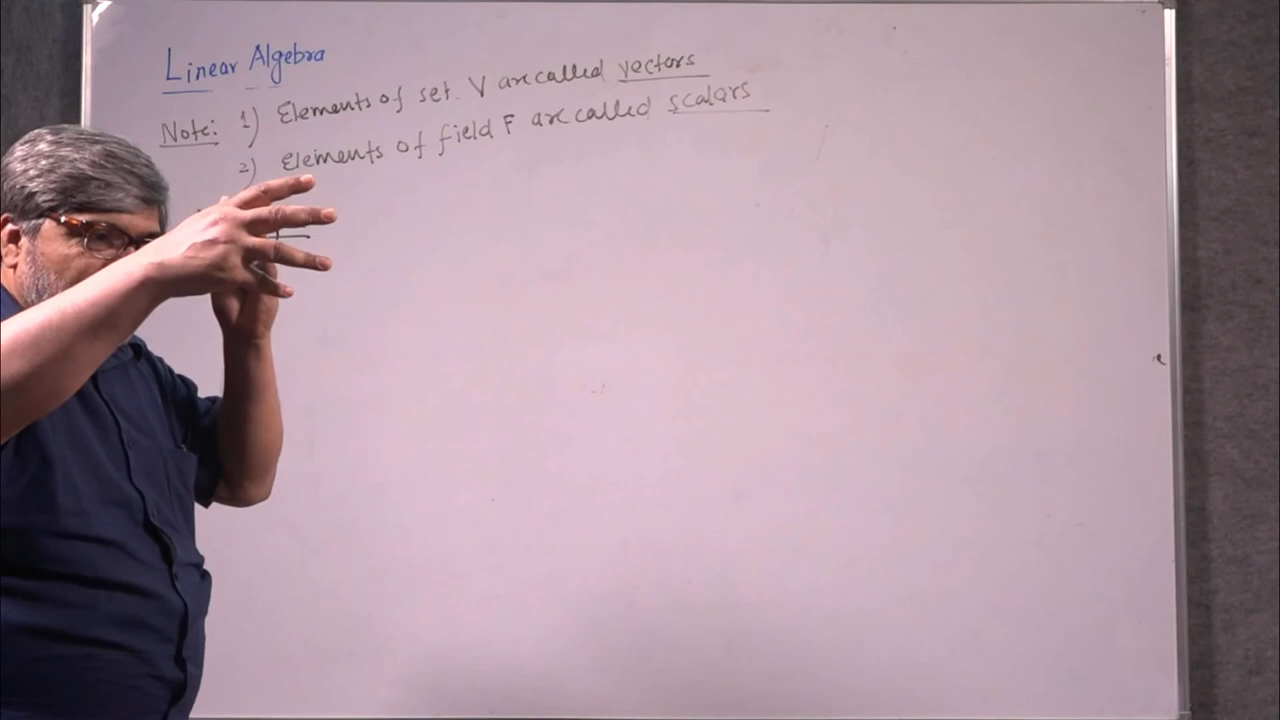 Linear Algebra
Note: 1) Elements of set V are called vectors
2) Elements of field F are called scalars